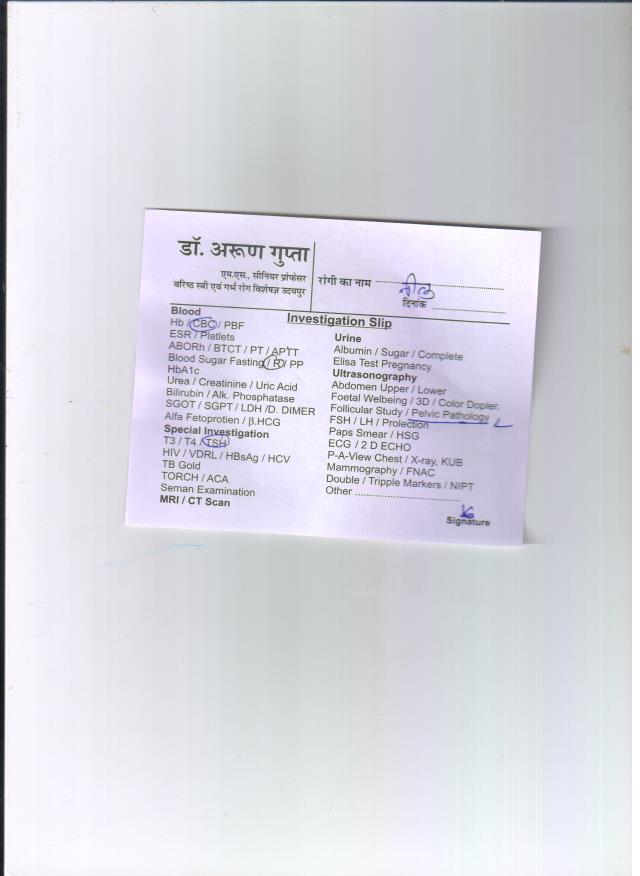 डॉ. अरूण गुप्ता
एम.एस., सीनियर प्रोफेसर
वरिष्ठ स्त्री एवं गर्भ रोग विशेषज्ञ उदयपुर
रोगी का नाम
दिनांक
Investigation Slip
Blood
Hb / CBC / PBF
ESR / Platlets
ABORh / BTCT / PT / APTT
Blood Sugar Fasting / R / PP
HbA1c
Urea / Creatinine / Uric Acid
Bilirubin / Alk. Phosphatase
SGOT / SGPT / LDH /D. DIMER
Alfa Fetoprotien / β.HCG
Special Investigation
T3 / T4 / TSH
HIV / VDRL / HBsAg / HCV
TB Gold
TORCH / ACA
Seman Examination
MRI / CT Scan
Urine
Albumin / Sugar / Complete
Elisa Test Pregnancy
Ultrasonography
Abdomen Upper / Lower
Foetal Welbeing / 3D / Color Dopler.
Follicular Study / Pelvic Pathology
FSH / LH / Prolection
Paps Smear / HSG
ECG / 2 D ECHO
P-A-View Chest / X-ray, KUB
Mammography / FNAC
Double / Tripple Markers / NIPT
Other
Signature